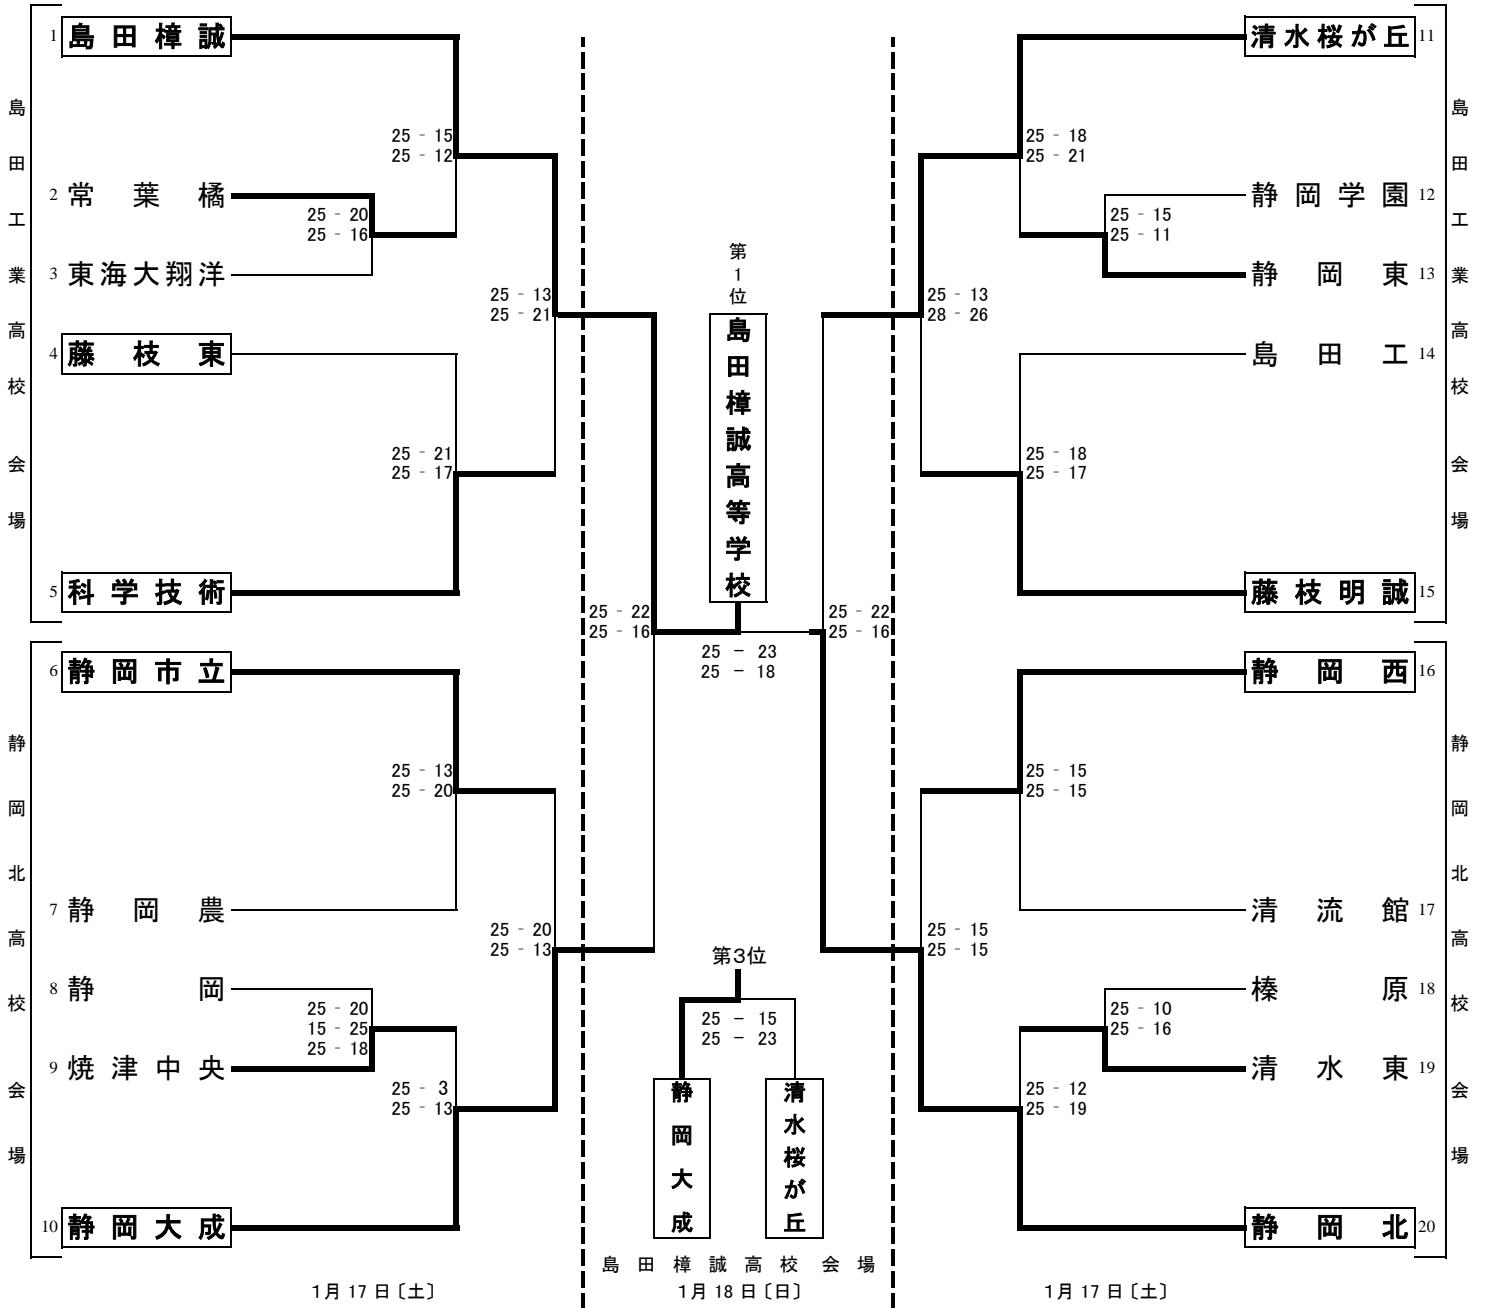 島田工業高校会場
1 島田樟誠
25 - 15
25 - 12
2 常葉橘
25 - 20
25 - 16
3 東海大翔洋
25 - 13
25 - 21
4 藤枝東
25 - 21
25 - 17
5 科学技術
静岡北高校会場
6 静岡市立
25 - 13
25 - 20
7 静岡農
25 - 20
25 - 13
8 静岡
25 - 20
15 - 25
25 - 18
9 焼津中央
25 - 3
25 - 13
10 静岡大成
1月 17 日〔土〕
第1位
島田樟誠高等学校
25 - 22
25 - 16
25 - 22
25 - 16
25 - 23
25 - 18
第3位
25 - 15
25 - 23
静岡大成
清水桜が丘
島田樟誠高校会場
1月 18 日〔日〕
島田工業高校会場
清水桜が丘 11
25 - 18
25 - 21
静岡学園 12
25 - 15
25 - 11
静岡東 13
25 - 13
28 - 26
島田工 14
25 - 18
25 - 17
藤枝明誠 15
静岡北高校会場
静岡西 16
25 - 15
25 - 15
清流館 17
25 - 15
25 - 15
榛原 18
25 - 10
25 - 16
清水東 19
25 - 12
25 - 19
静岡北 20
1月 17 日〔土〕